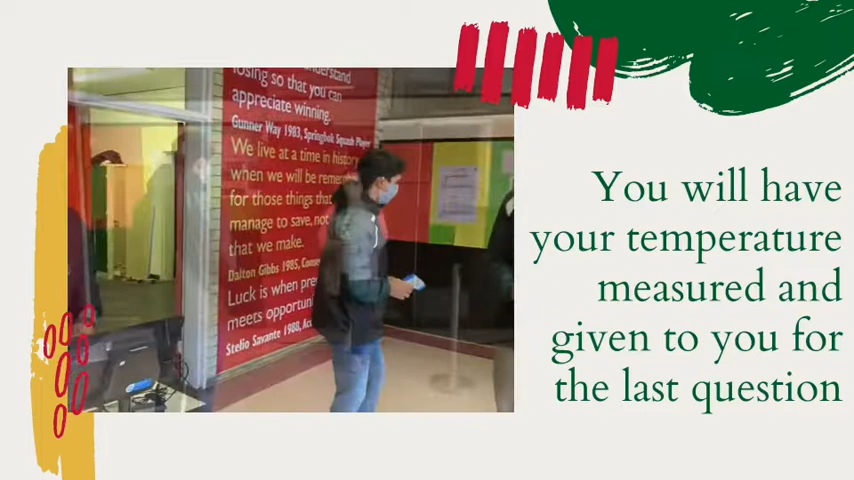 understand
losing so that you can
appreciate winning.
Gunner Way 1983, Springbok Squash Player
We live at a time in history
when we will be
for those things that
manage to save, not
that we make.
Dalton Gibbs 1985,
Luck is when
meets
Stelio Savante 1988,
You will have
your temperature
measured and
given to you for
the last question